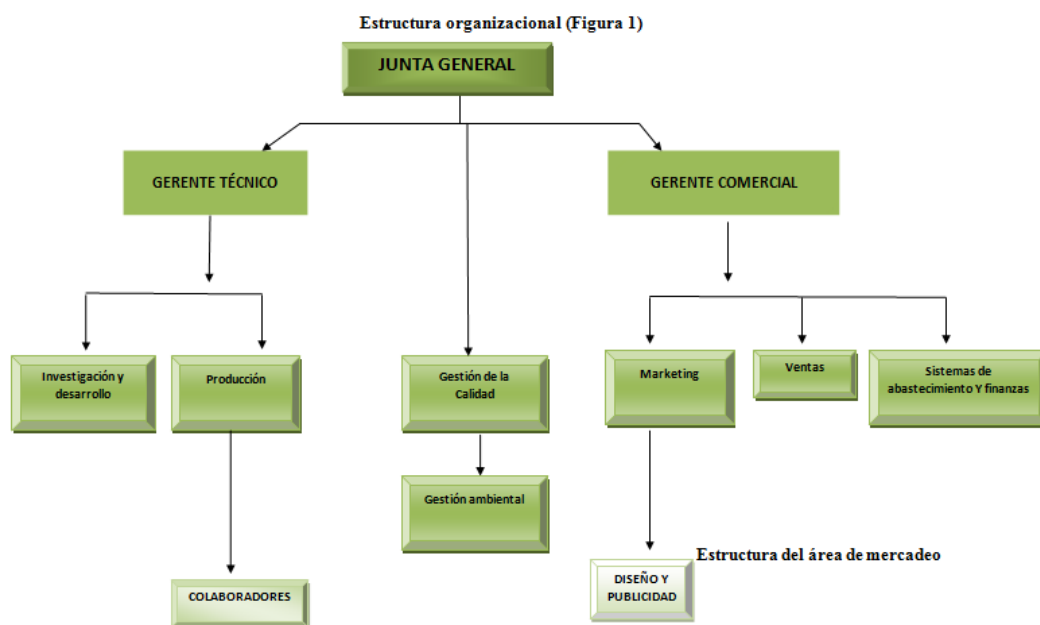 Estructura organizacional (Figura 1)
JUNTA GENERAL
GERENTE TÉCNICO
GERENTE COMERCIAL
Investigación y
desarrollo
Producción
Gestión de la
Calidad
Marketing
Ventas
Sistemas de
abastecimiento Y finanzas
Gestión ambiental
Estructura del área de mercadeo
COLABORADORES
DISEÑO Y
PUBLICIDAD